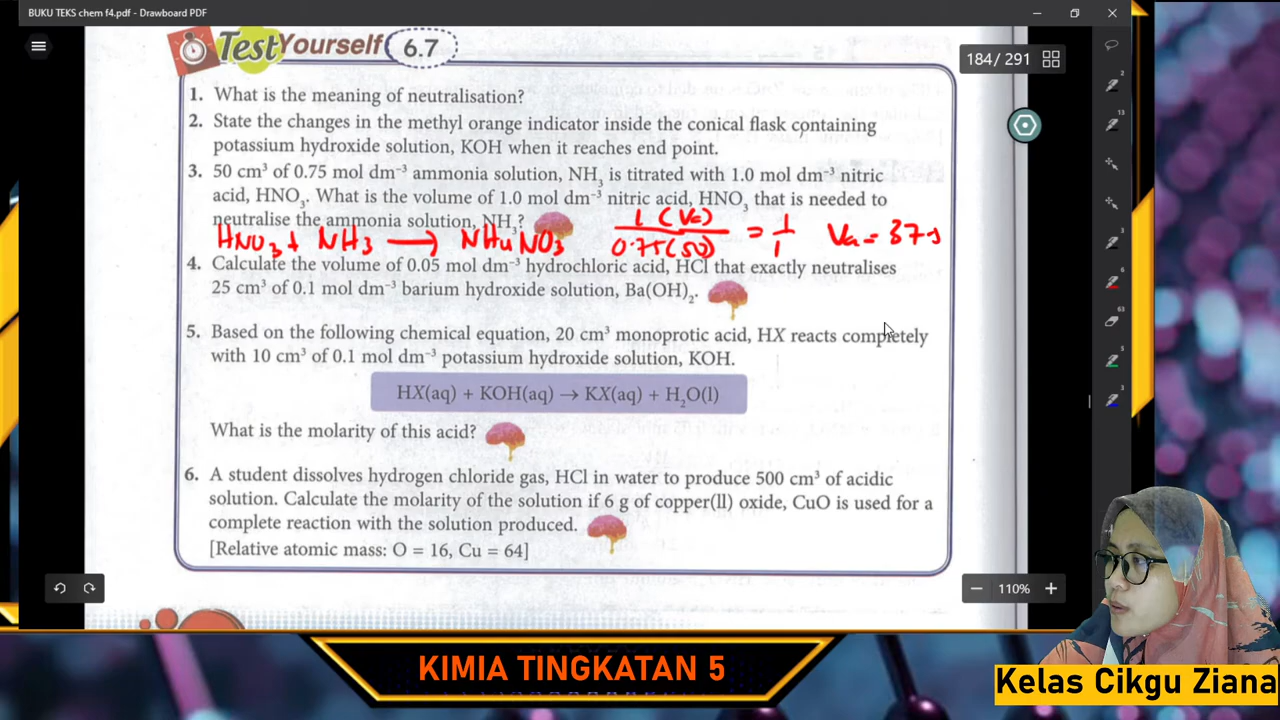 BUKU TEKS chem f4.pdf - Drawboard PDF
Test Yourself 6.7
184 / 291
1. What is the meaning of neutralisation?
2. State the changes in the methyl orange indicator inside the conical flask containing
potassium hydroxide solution, KOH when it reaches end point.
3. 50 cm³ of 0.75 mol dm⁻³ ammonia solution, NH₃ is titrated with 1.0 mol dm⁻³ nitric
acid, HNO₃. What is the volume of 1.0 mol dm⁻³ nitric acid, HNO₃ that is needed to
neutralise the ammonia solution, NH₃?
HNO₃ + NH3 → NH4NO3 1 (Va) / 0.75(50) = 1/1 Va = 37.5
4. Calculate the volume of 0.05 mol dm⁻³ hydrochloric acid, HCl that exactly neutralises
25 cm³ of 0.1 mol dm⁻³ barium hydroxide solution, Ba(OH)₂.
5. Based on the following chemical equation, 20 cm³ monoprotic acid, HX reacts completely
with 10 cm³ of 0.1 mol dm⁻³ potassium hydroxide solution, KOH.
HX(aq) + KOH(aq) → KX(aq) + H₂O(l)
What is the molarity of this acid?
6. A student dissolves hydrogen chloride gas, HCl in water to produce 500 cm³ of acidic
solution. Calculate the molarity of the solution if 6 g of copper(ll) oxide, CuO is used for a
complete reaction with the solution produced.
[Relative atomic mass: O = 16, Cu = 64]
110%
KIMIA TINGKATAN 5
Kelas Cikgu Ziana